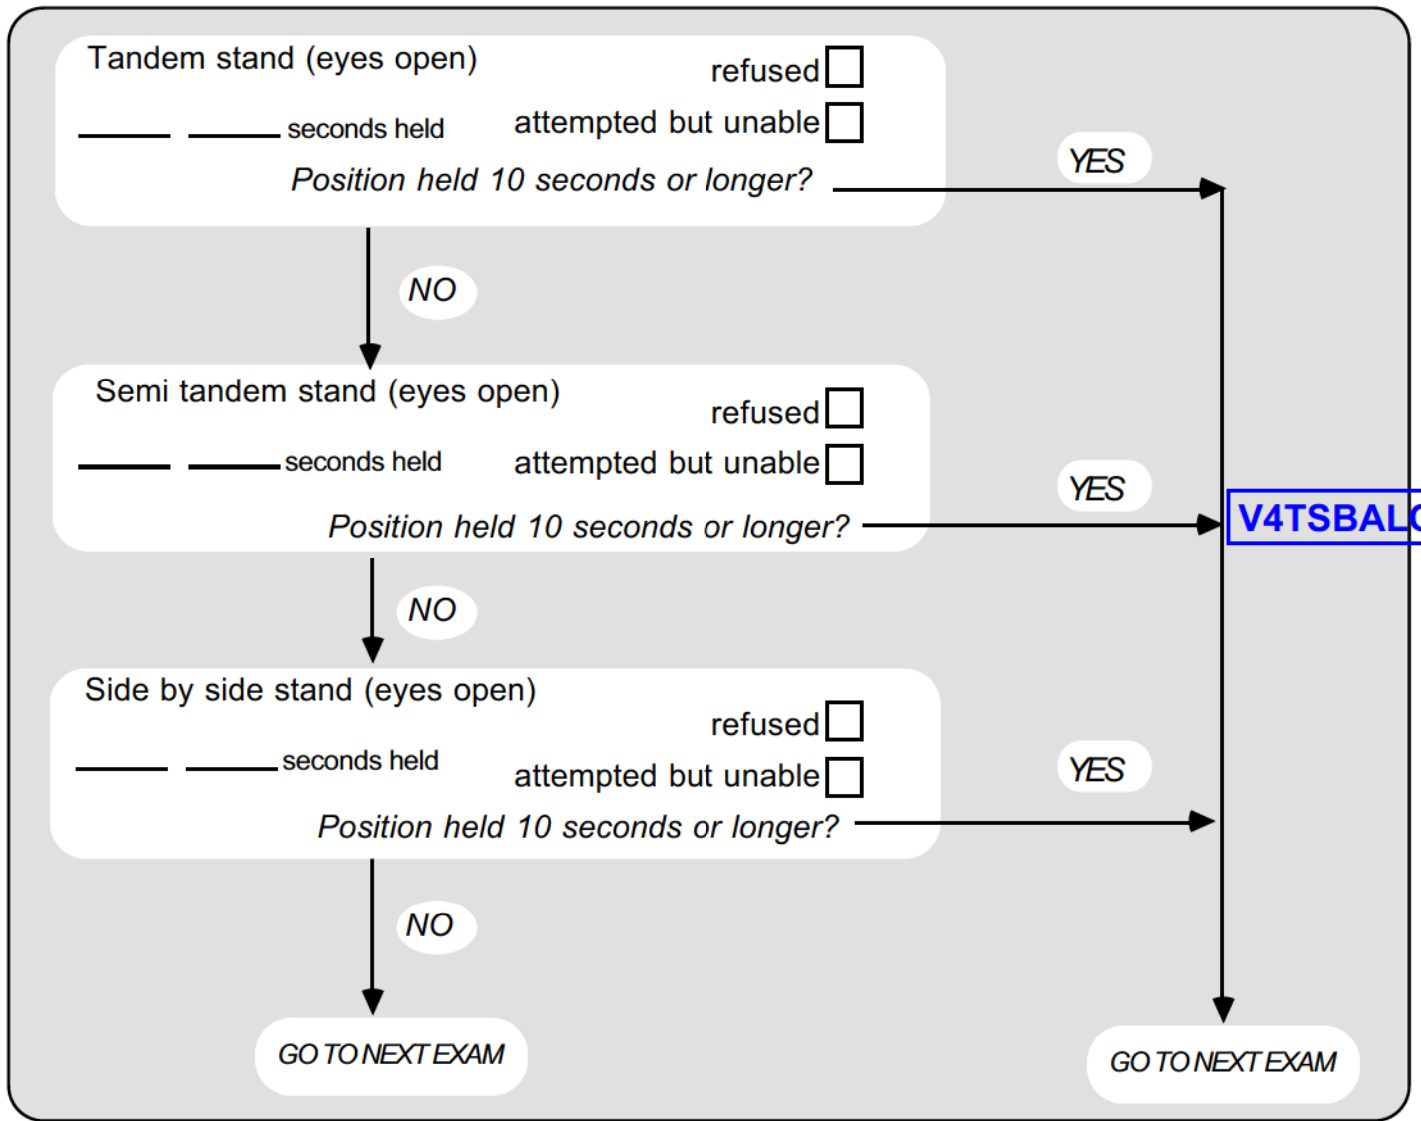 Tandem stand (eyes open)
refused
seconds held
attempted but unable
Position held 10 seconds or longer?
YES
NO
Semi tandem stand (eyes open)
refused
seconds held
attempted but unable
Position held 10 seconds or longer?
YES
V4TSBALC
NO
Side by side stand (eyes open)
refused
seconds held
attempted but unable
Position held 10 seconds or longer?
YES
NO
GO TO NEXT EXAM
GO TO NEXT EXAM